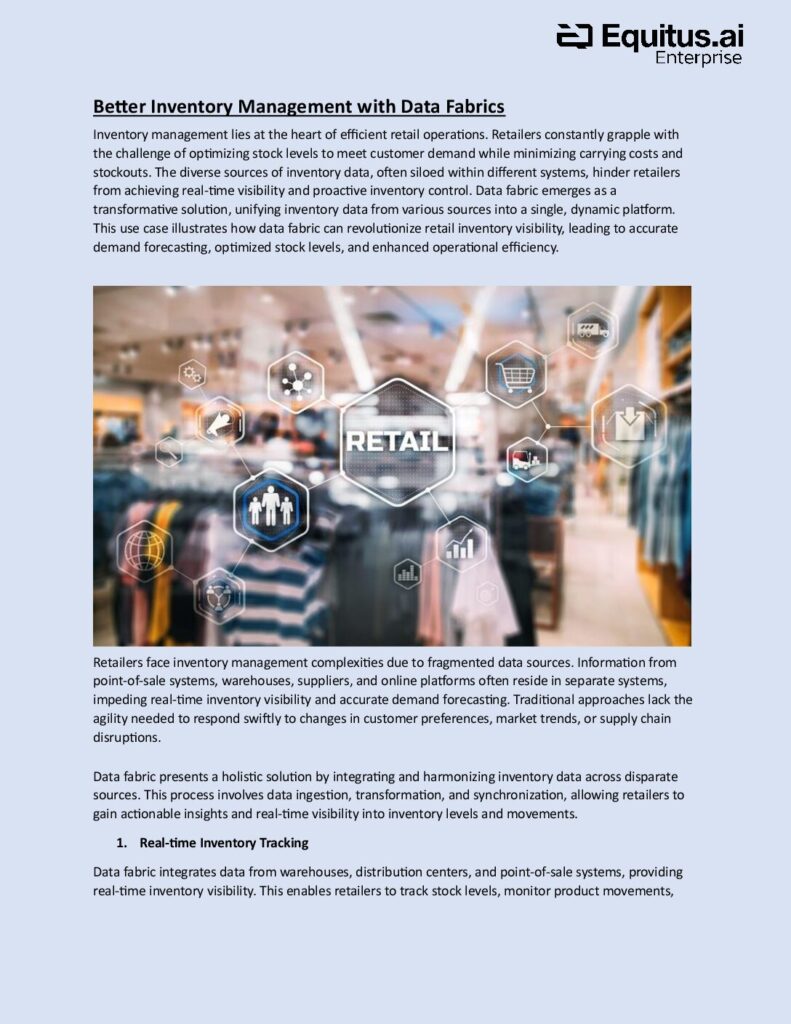 Equitus.ai
Enterprise
Better Inventory Management with Data Fabrics
Inventory management lies at the heart of efficient retail operations. Retailers constantly grapple with
the challenge of optimizing stock levels to meet customer demand while minimizing carrying costs and
stockouts. The diverse sources of inventory data, often siloed within different systems, hinder retailers
from achieving real-time visibility and proactive inventory control. Data fabric emerges as a
transformative solution, unifying inventory data from various sources into a single, dynamic platform.
This use case illustrates how data fabric can revolutionize retail inventory visibility, leading to accurate
demand forecasting, optimized stock levels, and enhanced operational efficiency.
RETAIL
Retailers face inventory management complexities due to fragmented data sources. Information from
point-of-sale systems, warehouses, suppliers, and online platforms often reside in separate systems,
impeding real-time inventory visibility and accurate demand forecasting. Traditional approaches lack the
agility needed to respond swiftly to changes in customer preferences, market trends, or supply chain
disruptions.
Data fabric presents a holistic solution by integrating and harmonizing inventory data across disparate
sources. This process involves data ingestion, transformation, and synchronization, allowing retailers to
gain actionable insights and real-time visibility into inventory levels and movements.
1. Real-time Inventory Tracking
Data fabric integrates data from warehouses, distribution centers, and point-of-sale systems, providing
real-time inventory visibility. This enables retailers to track stock levels, monitor product movements,